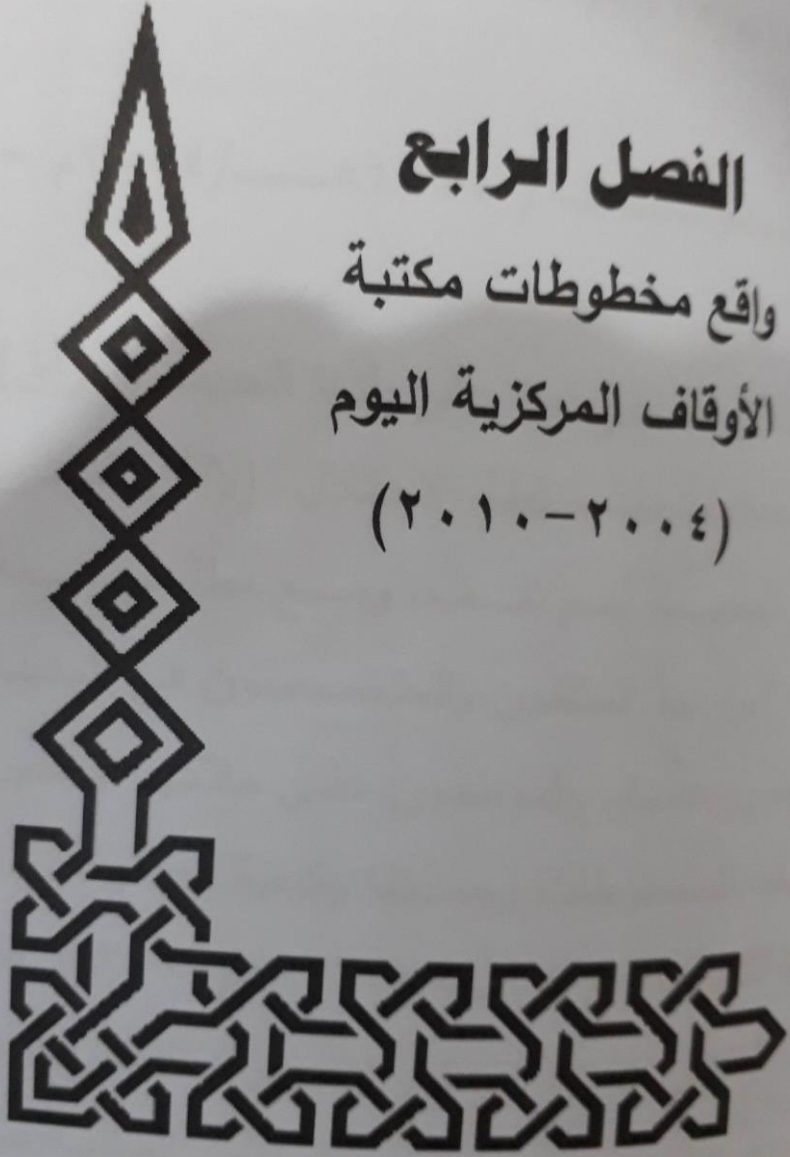 الفصل الرابع
واقع مخطوطات مكتبة
الأوقاف المركزية اليوم
(٢٠٠٤-٢٠١٠)